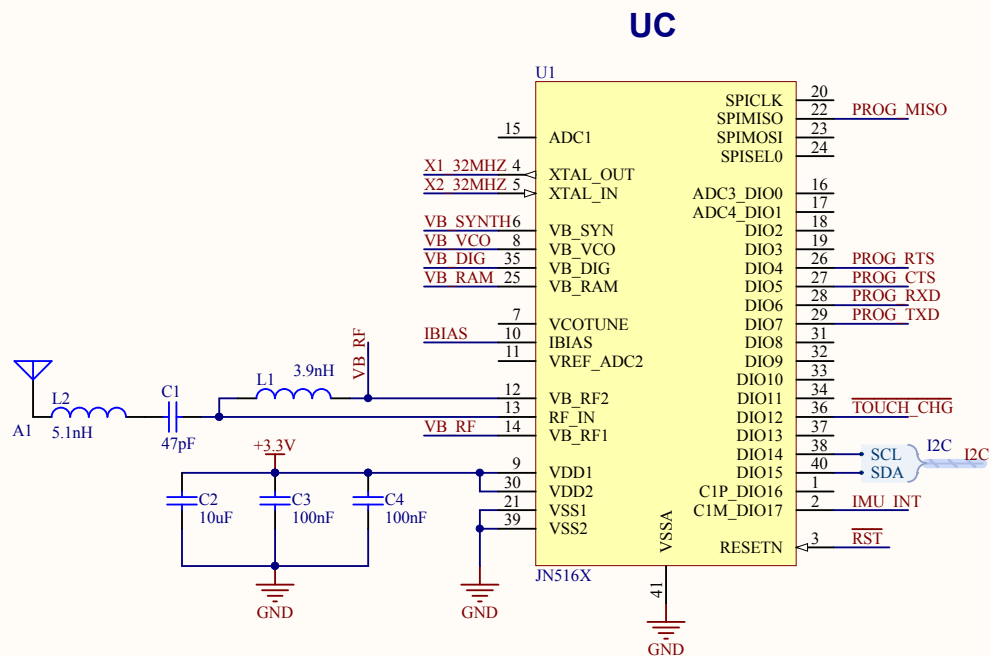 UC
U1
15 ADC1
X1_32MHZ 4 XTAL_OUT
X2_32MHZ 5 XTAL_IN
VB_SYNTH 6 VB_SYN
VB_VCO 8 VB_VCO
VB_DIG 35 VB_DIG
VB_RAM 25 VB_RAM
7 VCOTUNE
IBIAS 10 IBIAS
11 VREF_ADC2
VB_RF
12 VB_RF2
13 RF_IN
VB_RF 14 VB_RF1
9 VDD1
30 VDD2
21 VSS1
39 VSS2
SPICLK 20
SPIMISO 22 PROG_MISO
SPIMOSI 23
SPISEL0 24
ADC3_DIO0 16
ADC4_DIO1 17
DIO2 18
DIO3 19
DIO4 26 PROG_RTS
DIO5 27 PROG_CTS
DIO6 28 PROG_RXD
DIO7 29 PROG_TXD
DIO8 31
DIO9 32
DIO10 33
DIO11 34
DIO12 36 TOUCH_CHG
DIO13 37
DIO14 38 SCL
DIO15 40 SDA
I2C I2C
C1P_DIO16 1
C1M_DIO17 2 IMU_INT
RESETN 3 RST
VSSA
41
GND
JN516X
A1
L2
5.1nH
C1
47pF
L1
3.9nH
+3.3V
C2
10uF
C3
100nF
C4
100nF
GND
GND